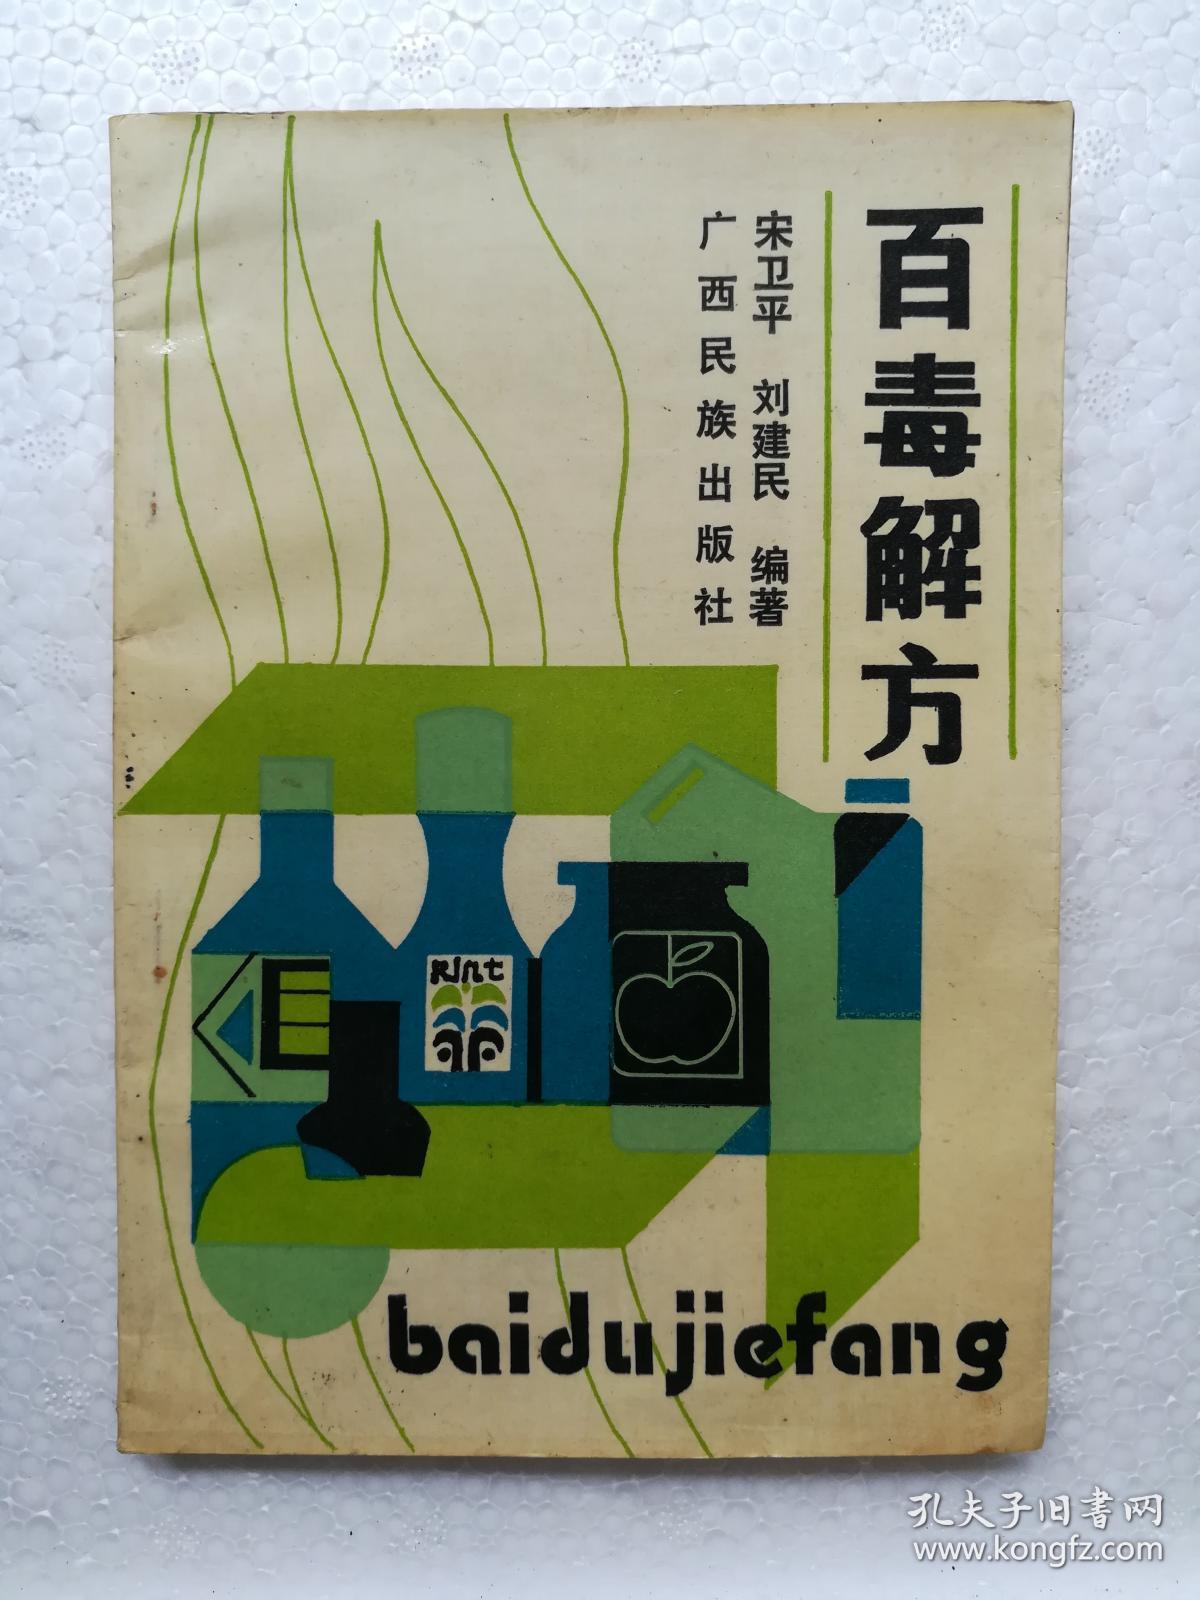 百毒解方
宋卫平 刘建民 编著
广西民族出版社
baidujiefang
孔夫子旧书网
www.kongfz.com